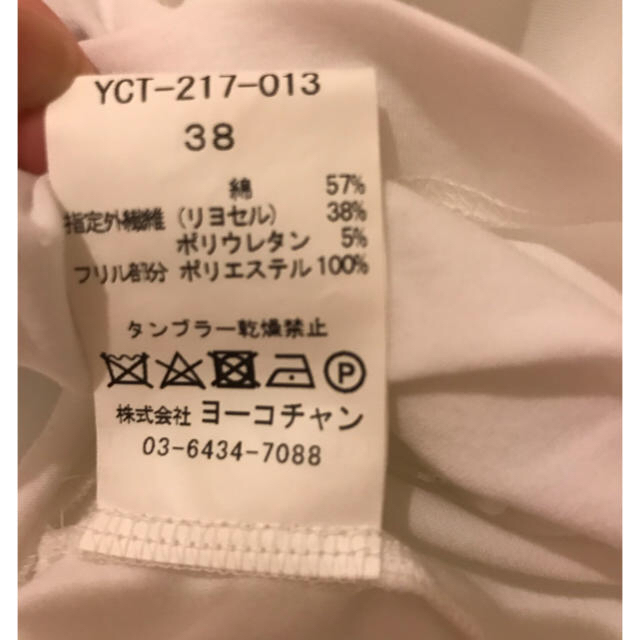 YCT-217-013
38
綿 57%
指定外繊維 (リヨセル) 38%
ポリウレタン 5%
フリル部分 ポリエステル 100%
タンブラー乾燥禁止
P
株式会社 ヨーコチャン
03-6434-7088